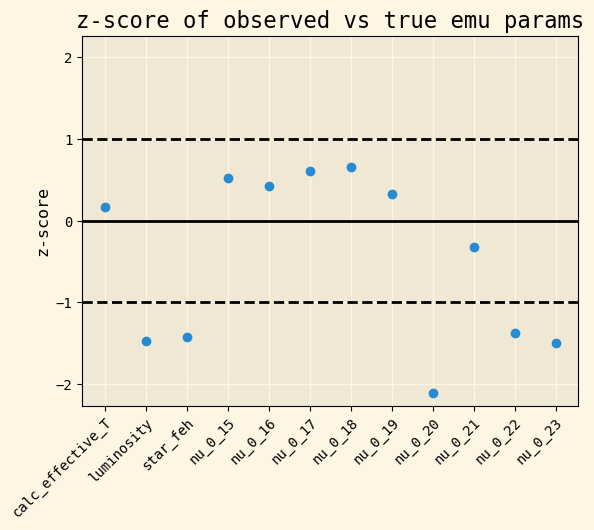 z-score of observed vs true emu params
z-score
2
1
0
−1
−2
calc_effective_T
luminosity
star_feh
nu_0_15
nu_0_16
nu_0_17
nu_0_18
nu_0_19
nu_0_20
nu_0_21
nu_0_22
nu_0_23